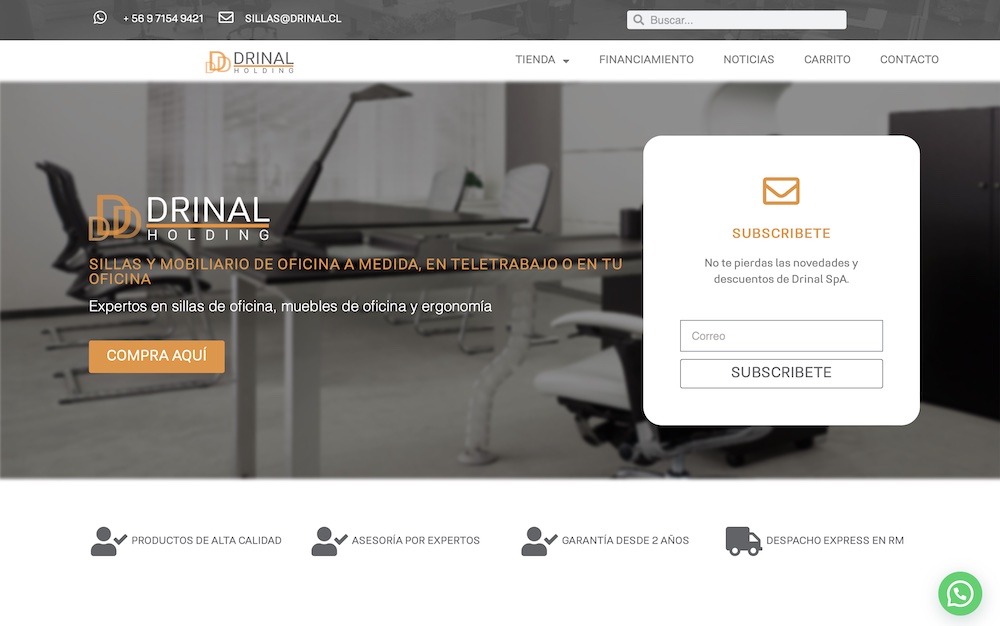 + 56 9 7154 9421 SILLAS@DRINAL.CL Buscar...
DRINAL
HOLDING
TIENDA FINANCIAMIENTO NOTICIAS CARRITO CONTACTO
DRINAL
HOLDING
SILLAS Y MOBILIARIO DE OFICINA A MEDIDA, EN TELETRABAJO O EN TU
OFICINA
Expertos en sillas de oficina, muebles de oficina y ergonomía
COMPRA AQUÍ
SUBSCRIBETE
No te pierdas las novedades y
descuentos de Drinal SpA.
Correo
SUBSCRIBETE
PRODUCTOS DE ALTA CALIDAD ASESORÍA POR EXPERTOS GARANTÍA DESDE 2 AÑOS DESPACHO EXPRESS EN RM